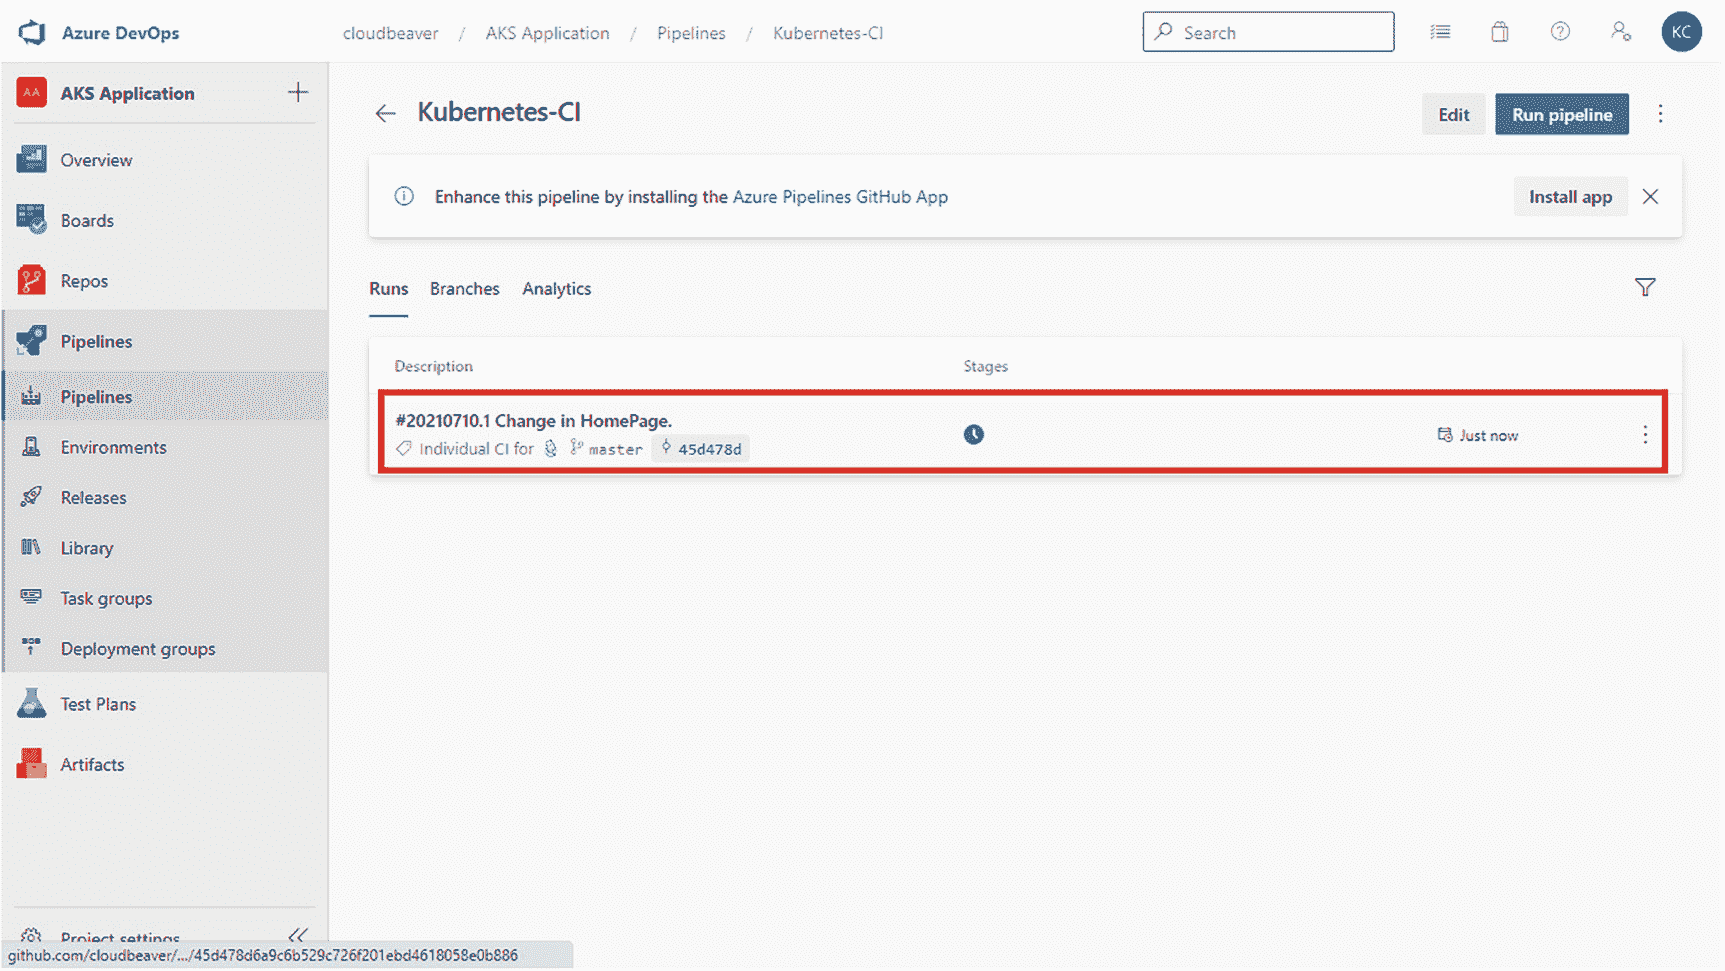 Azure DevOps
cloudbeaver / AKS Application / Pipelines / Kubernetes-CI
Search
KC
AA AKS Application
Overview
Boards
Repos
Pipelines
Pipelines
Environments
Releases
Library
Task groups
Deployment groups
Test Plans
Artifacts
Project settings
github.com/cloudbeaver/.../45d478d6a9c6b529c726f201ebd4618058e0b886
Kubernetes-CI
Edit
Run pipeline
Enhance this pipeline by installing the Azure Pipelines GitHub App
Install app
Runs Branches Analytics
Description Stages
#20210710.1 Change in HomePage.
Individual CI for master 45d478d
Just now